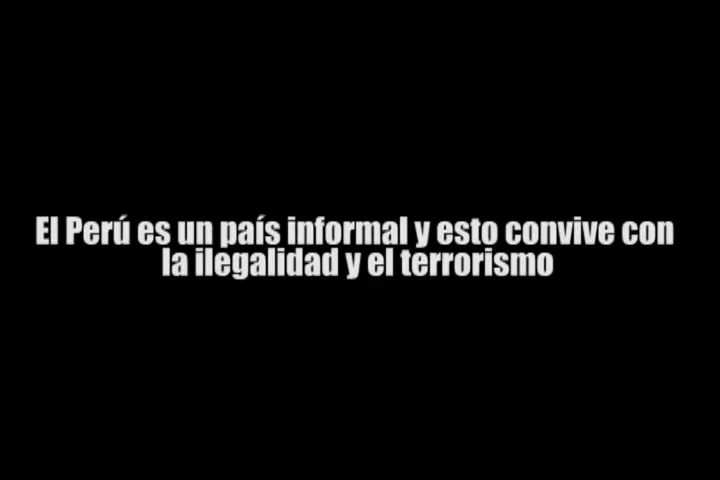 El Perú es un país informal y esto convive con
la ilegalidad y el terrorismo